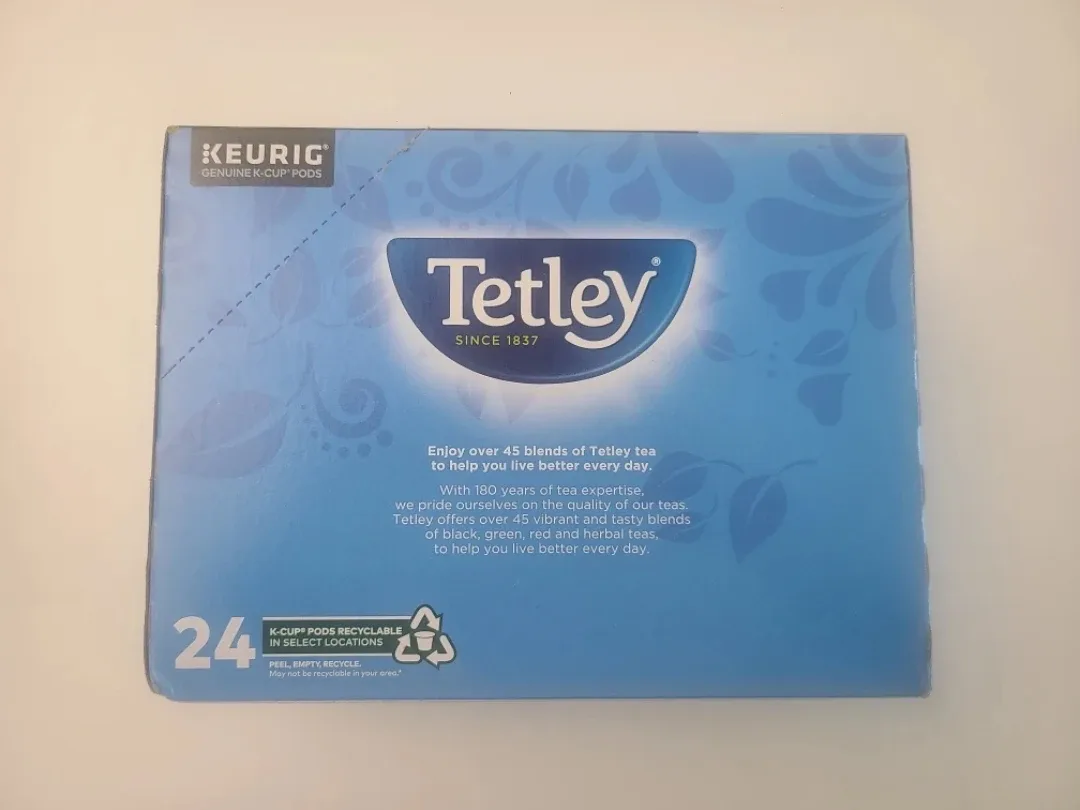 KEURIG®
GENUINE K-CUP® PODS
Tetley®
SINCE 1837
Enjoy over 45 blends of Tetley tea
to help you live better every day.
With 180 years of tea expertise,
we pride ourselves on the quality of our teas.
Tetley offers over 45 vibrant and tasty blends
of black, green, red and herbal teas,
to help you live better every day.
24
K-CUP® PODS RECYCLABLE
IN SELECT LOCATIONS
PEEL, EMPTY, RECYCLE.
May not be recyclable in your area.*